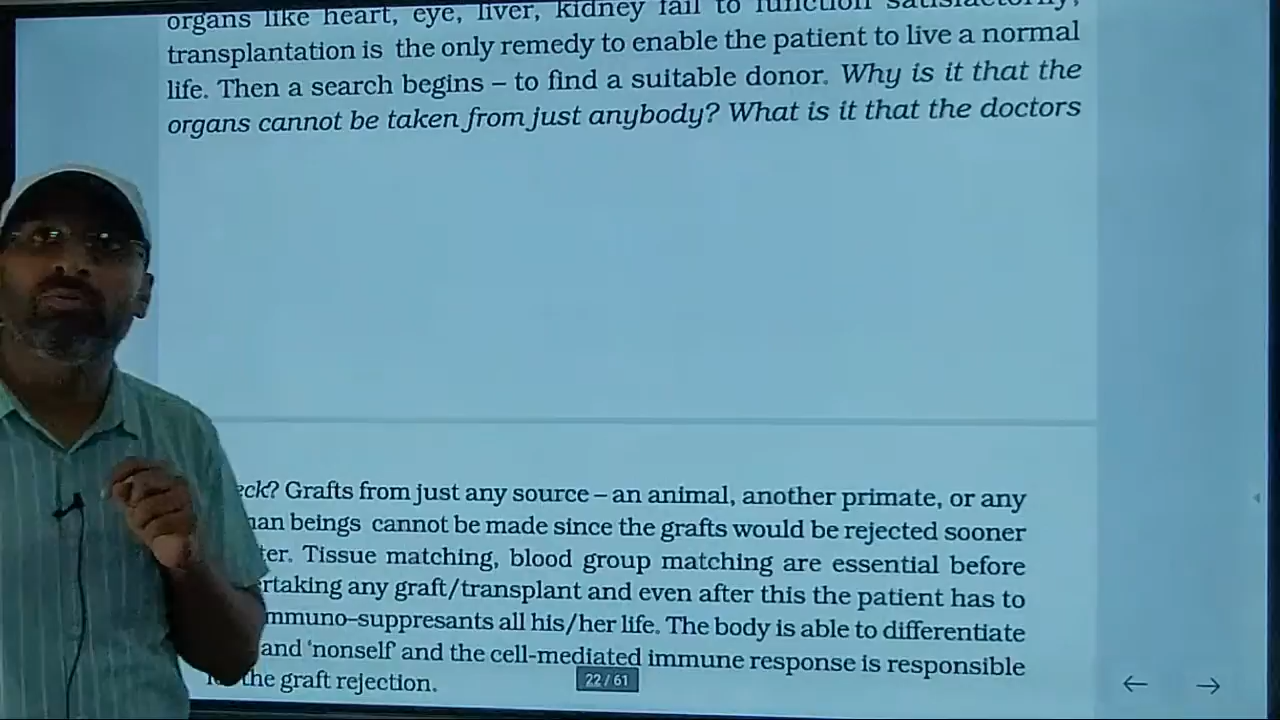 organs like heart, eye, liver, kidney fail to function satisfactorily,
transplantation is the only remedy to enable the patient to live a normal
life. Then a search begins – to find a suitable donor. Why is it that the
organs cannot be taken from just anybody? What is it that the doctors
eck? Grafts from just any source – an animal, another primate, or any
an beings cannot be made since the grafts would be rejected sooner
ter. Tissue matching, blood group matching are essential before
rtaking any graft/transplant and even after this the patient has to
mmuno–suppresants all his/her life. The body is able to differentiate
and 'nonself' and the cell-mediated immune response is responsible
the graft rejection.
22 / 61